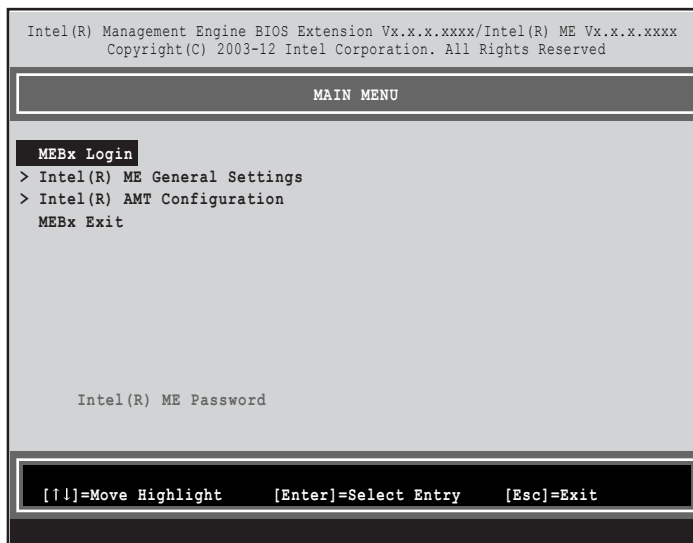 Intel(R) Management Engine BIOS Extension Vx.x.x.xxxx/Intel(R) ME Vx.x.x.xxxx
Copyright(C) 2003-12 Intel Corporation. All Rights Reserved
MAIN MENU
MEBx Login
> Intel(R) ME General Settings
> Intel(R) AMT Configuration
MEBx Exit
Intel(R) ME Password
[↑↓]=Move Highlight [Enter]=Select Entry [Esc]=Exit